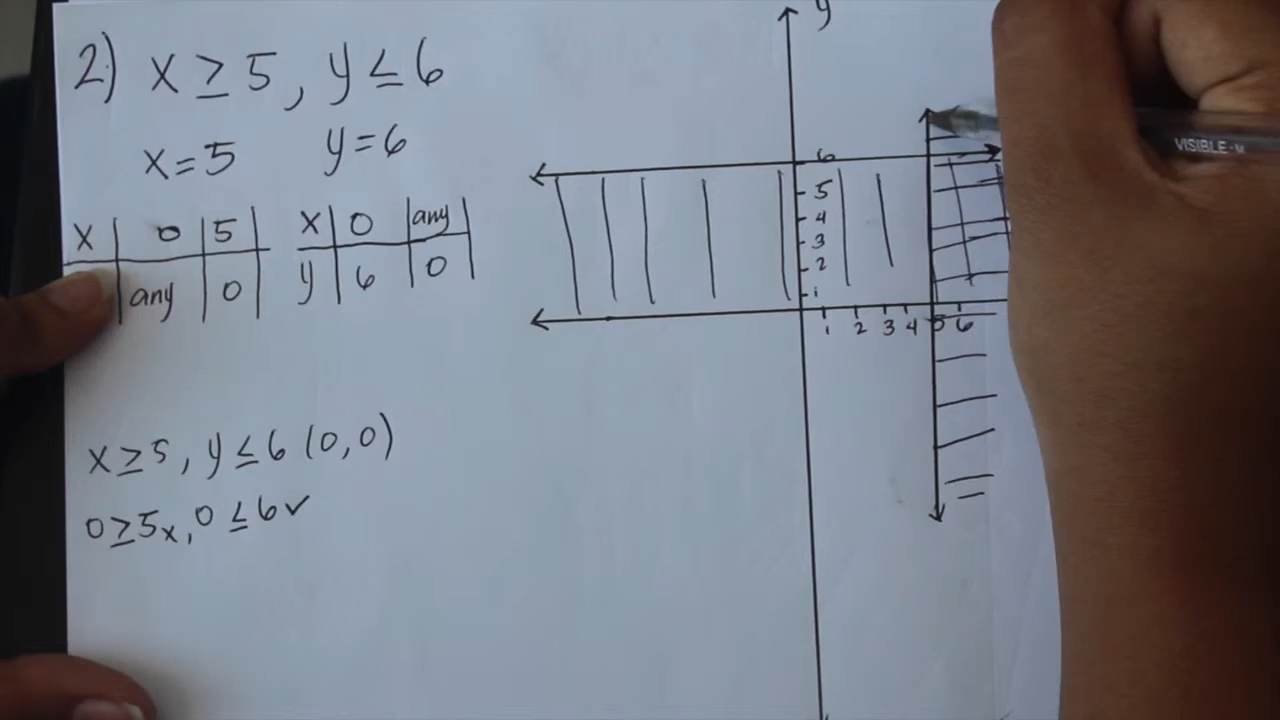 2) x ≥ 5, y ≤ 6
x = 5 y = 6
x 0 5
any 0
x 0 any
y 6 0
x ≥ 5, y ≤ 6 (0,0)
0 ≥ 5 x, 0 ≤ 6 ✓
y
6
5
4
3
2
1
1 2 3 4 5 6
VISIBLE-M